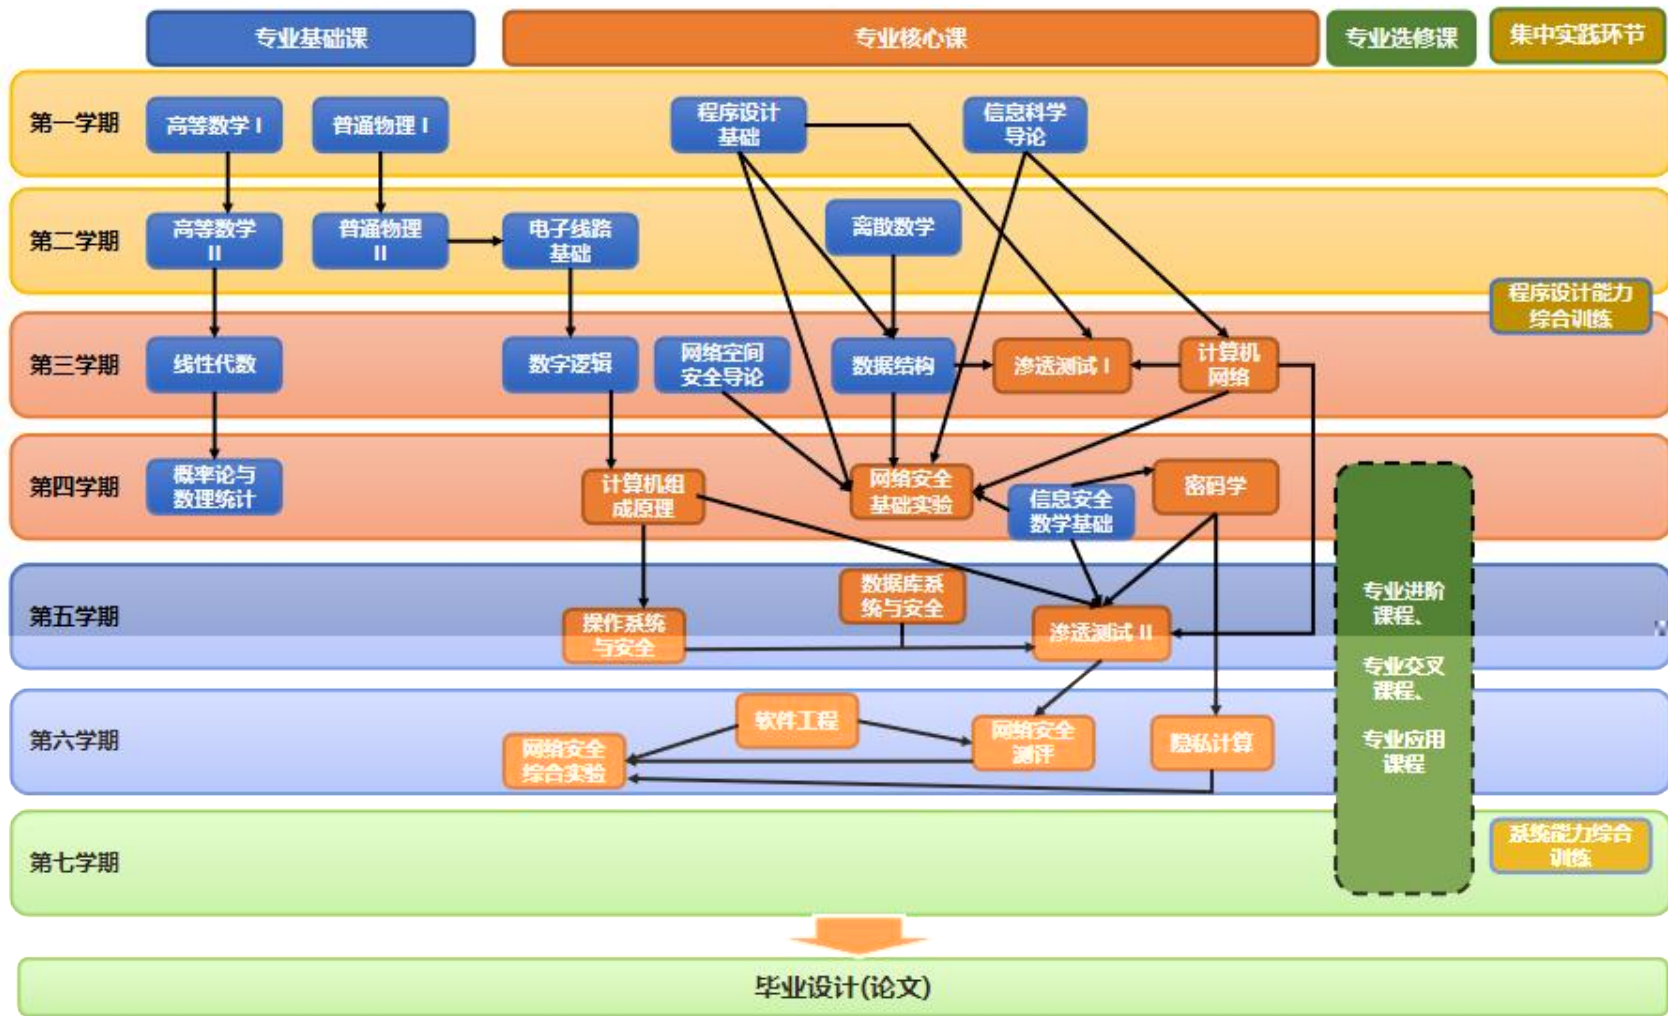 专业基础课
专业核心课
专业选修课
集中实践环节
第一学期
高等数学 I
普通物理 I
程序设计
基础
信息科学
导论
第二学期
高等数学
II
普通物理
II
电子线路
基础
离散数学
程序设计能力
综合训练
第三学期
线性代数
数字逻辑
网络空间
安全导论
数据结构
渗透测试 I
计算机
网络
第四学期
概率论与
数理统计
计算机组
成原理
网络安全
基础实验
信息安全
数学基础
密码学
第五学期
操作系统
与安全
数据库系
统与安全
渗透测试 II
专业进阶
课程、
专业交叉
课程、
专业应用
课程
第六学期
网络安全
综合实验
软件工程
网络安全
测评
隐私计算
第七学期
系统能力综合
训练
毕业设计(论文)